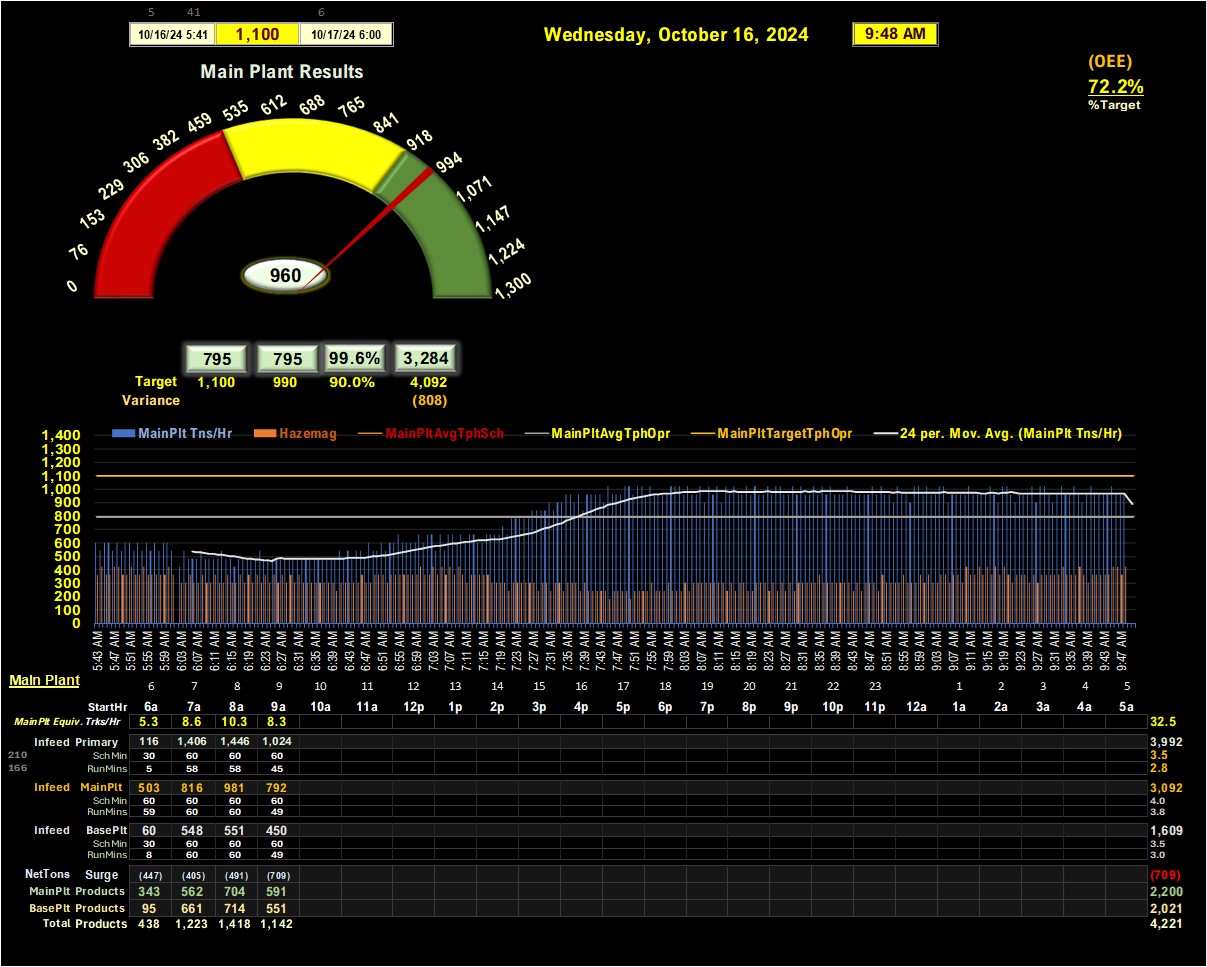 5 41 6
10/16/24 5:41 1,100 10/17/24 6:00
Wednesday, October 16, 2024
9:48 AM
(OEE)
72.2%
%Target
Main Plant Results
0 76 153 229 306 382 459 535 612 688 765 841 918 994 1,071 1,147 1,224 1,300
960
795 795 99.6% 3,284
Target 1,100 990 90.0% 4,092
Variance (808)
MainPlt Tns/Hr Hazemag MainPltAvgTphSch MainPltAvgTphOpr MainPltTargetTphOpr 24 per. Mov. Avg. (MainPlt Tns/Hr)
1,400
1,300
1,200
1,100
1,000
900
800
700
600
500
400
300
200
100
0
5:43 AM 5:47 AM 5:51 AM 5:55 AM 5:59 AM 6:03 AM 6:07 AM 6:11 AM 6:15 AM 6:19 AM 6:23 AM 6:27 AM 6:31 AM 6:35 AM 6:39 AM 6:43 AM 6:47 AM 6:51 AM 6:55 AM 6:59 AM 7:03 AM 7:07 AM 7:11 AM 7:15 AM 7:19 AM 7:23 AM 7:27 AM 7:31 AM 7:35 AM 7:39 AM 7:43 AM 7:47 AM 7:51 AM 7:55 AM 7:59 AM 8:03 AM 8:07 AM 8:11 AM 8:15 AM 8:19 AM 8:23 AM 8:27 AM 8:31 AM 8:35 AM 8:39 AM 8:43 AM 8:47 AM 8:51 AM 8:55 AM 8:59 AM 9:03 AM 9:07 AM 9:11 AM 9:15 AM 9:19 AM 9:23 AM 9:27 AM 9:31 AM 9:35 AM 9:39 AM 9:43 AM 9:47 AM
Main Plant
6 7 8 9 10 11 12 13 14 15 16 17 18 19 20 21 22 23 1 2 3 4 5
StartHr 6a 7a 8a 9a 10a 11a 12p 1p 2p 3p 4p 5p 6p 7p 8p 9p 10p 11p 12a 1a 2a 3a 4a 5a
MainPlt Equiv. Trks/Hr 5.3 8.6 10.3 8.3 32.5
Infeed Primary 116 1,406 1,446 1,024 3,992
210 Sch Min 30 60 60 60 3.5
166 RunMins 5 58 58 45 2.8
Infeed MainPlt 503 816 981 792 3,092
Sch Min 60 60 60 60 4.0
RunMins 59 60 60 49 3.8
Infeed BasePlt 60 548 551 450 1,609
Sch Min 30 60 60 60 3.5
RunMins 8 60 60 49 3.0
NetTons Surge (447) (405) (491) (709) (709)
MainPlt Products 343 562 704 591 2,200
BasePlt Products 95 661 714 551 2,021
Total Products 438 1,223 1,418 1,142 4,221